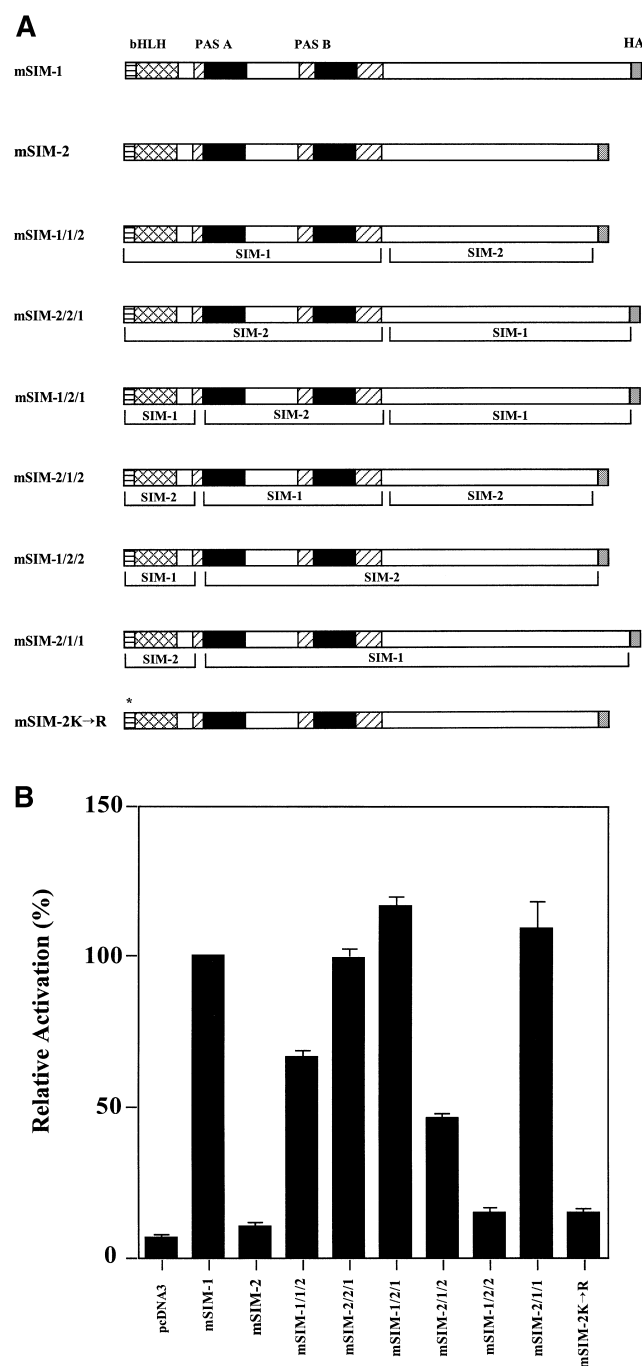 A
bHLH PAS A PAS B HA
mSIM-1
mSIM-2
mSIM-1/1/2
SIM-1 SIM-2
mSIM-2/2/1
SIM-2 SIM-1
mSIM-1/2/1
SIM-1 SIM-2 SIM-1
mSIM-2/1/2
SIM-2 SIM-1 SIM-2
mSIM-1/2/2
SIM-1 SIM-2
mSIM-2/1/1
SIM-2 SIM-1
*
mSIM-2K→R
B
150
100
50
0
Relative Activation (%)
pcDNA3
mSIM-1
mSIM-2
mSIM-1/1/2
mSIM-2/2/1
mSIM-1/2/1
mSIM-2/1/2
mSIM-1/2/2
mSIM-2/1/1
mSIM-2K→R